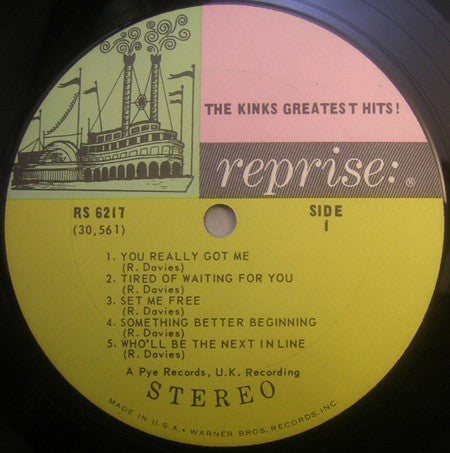 THE KINKS GREATEST HITS!
reprise: ®
RS 6217
(30,561)
SIDE
1
1. YOU REALLY GOT ME
(R. Davies)
2. TIRED OF WAITING FOR YOU
(R. Davies)
3. SET ME FREE
(R. Davies)
4. SOMETHING BETTER BEGINNING
(R. Davies)
5. WHO'LL BE THE NEXT IN LINE
(R. Davies)
A Pye Records, U.K. Recording
STEREO
MADE IN U.S.A. • WARNER BROS. RECORDS, INC.